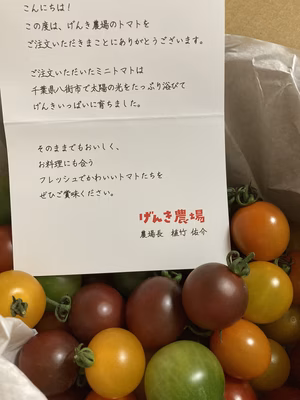 こんにちは！
この度は、げんき農場のトマトを
ご注文いただきまことにありがとうございます。
ご注文いただいたミニトマトは
千葉県八街市で太陽の光をたっぷり浴びて
げんきいっぱいに育ちました。
そのままでもおいしく、
お料理にも合う
フレッシュでかわいいトマトたちを
ぜひご賞味ください。
げんき農場
農場長 植竹 佑介